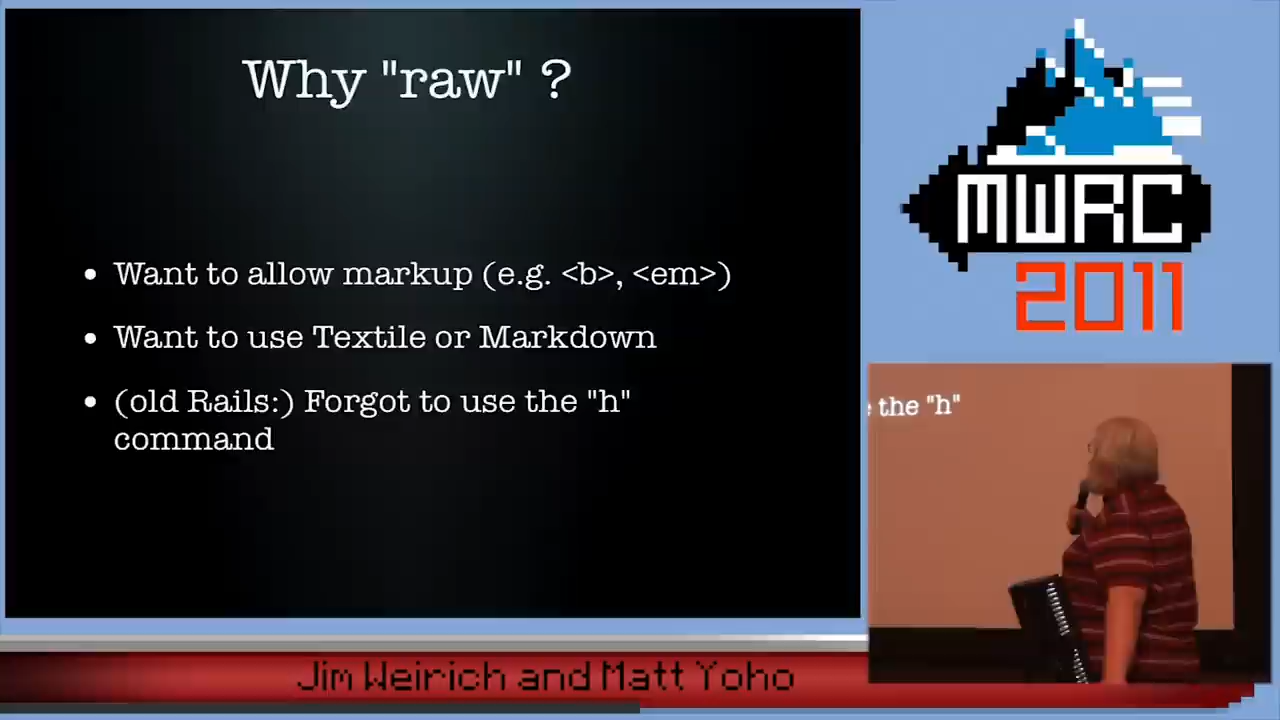 Why "raw" ?
• Want to allow markup (e.g. <b>, <em>)
• Want to use Textile or Markdown
• (old Rails:) Forgot to use the "h"
command
MWRC
2011
the "h"
Jim Weirich and Matt Yoho